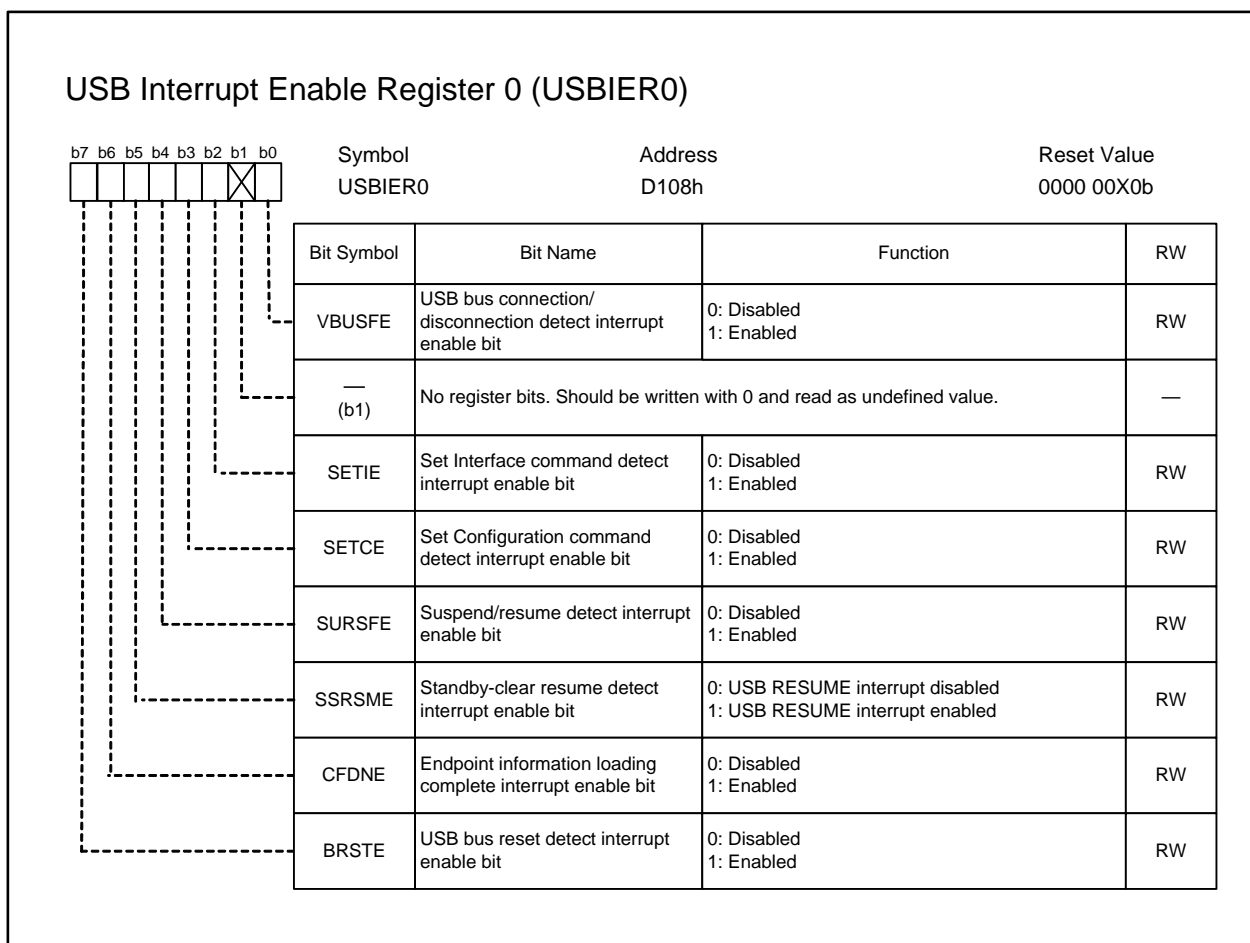 USB Interrupt Enable Register 0 (USBIER0)
b7 b6 b5 b4 b3 b2 b1 b0
Symbol Address Reset Value
USBIER0 D108h 0000 00X0b
Bit Symbol Bit Name Function RW
VBUSFE USB bus connection/ disconnection detect interrupt enable bit 0: Disabled 1: Enabled RW
— (b1) No register bits. Should be written with 0 and read as undefined value. —
SETIE Set Interface command detect interrupt enable bit 0: Disabled 1: Enabled RW
SETCE Set Configuration command detect interrupt enable bit 0: Disabled 1: Enabled RW
SURSFE Suspend/resume detect interrupt enable bit 0: Disabled 1: Enabled RW
SSRSME Standby-clear resume detect interrupt enable bit 0: USB RESUME interrupt disabled 1: USB RESUME interrupt enabled RW
CFDNE Endpoint information loading complete interrupt enable bit 0: Disabled 1: Enabled RW
BRSTE USB bus reset detect interrupt enable bit 0: Disabled 1: Enabled RW